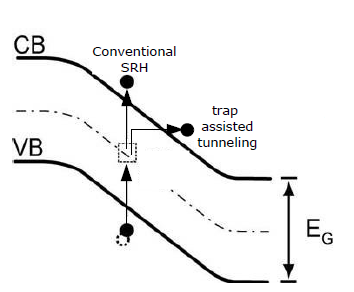 CB
Conventional
SRH
trap
assisted
tunneling
VB
E_G